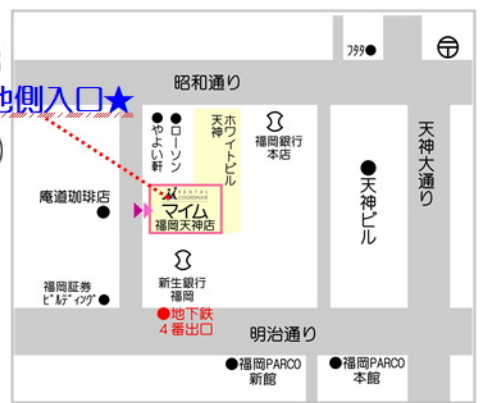 フタタ●
〒
昭和通り
側入口★
●やよい軒
●ローソン
天神
ホワイトビル
福岡銀行
本店
天神大通り
●天神ビル
庵道珈琲店
●
RENTAL
COORDINATE
マイム
福岡天神店
新生銀行
福岡
福岡証券
ビルディング●
●地下鉄
4番出口
明治通り
●福岡PARCO
新館
●福岡PARCO
本館